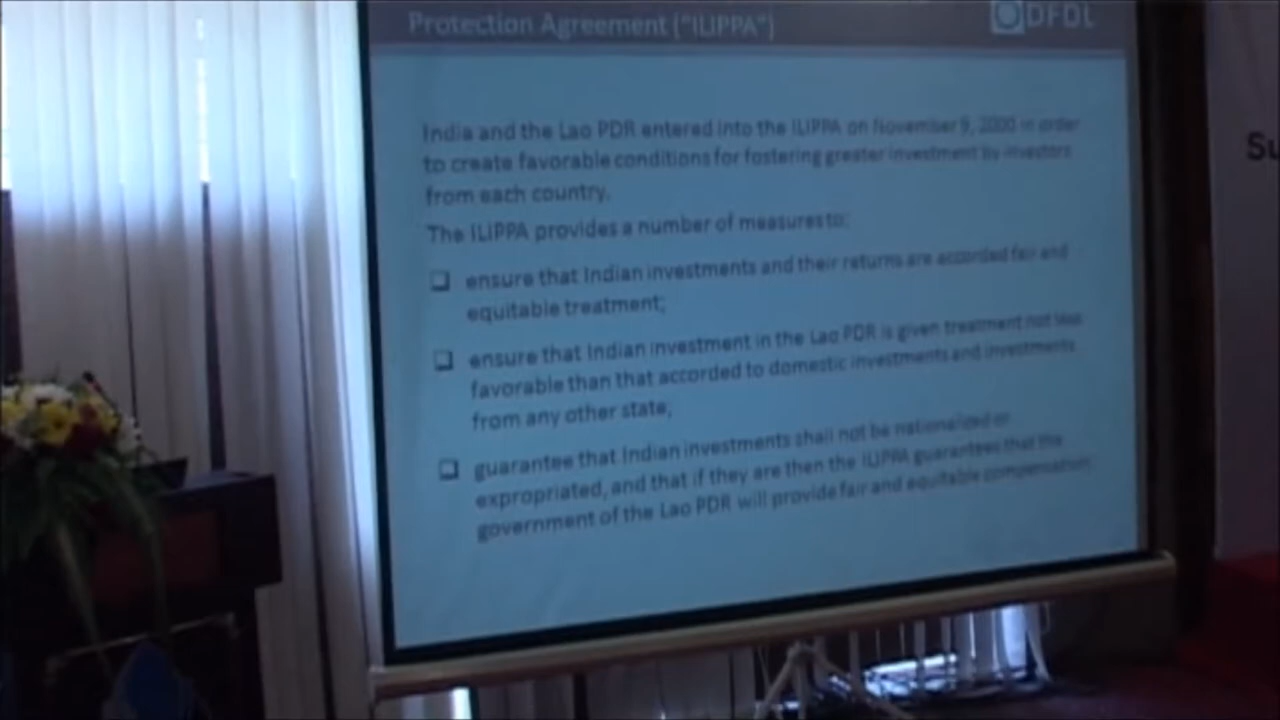 Protection Agreement ("ILIPPA")
DFDL
India and the Lao PDR entered into the ILIPPA on November 9, 2000 in order
to create favorable conditions for fostering greater investment by investors
from each country.
The ILIPPA provides a number of measures to:
❑ ensure that Indian investments and their returns are accorded fair and
equitable treatment;
❑ ensure that Indian investment in the Lao PDR is given treatment not less
favorable than that accorded to domestic investments and investments
from any other state;
❑ guarantee that Indian investments shall not be nationalized or
expropriated, and that if they are then the ILIPPA guarantees that the
government of the Lao PDR will provide fair and equitable compensation
Su